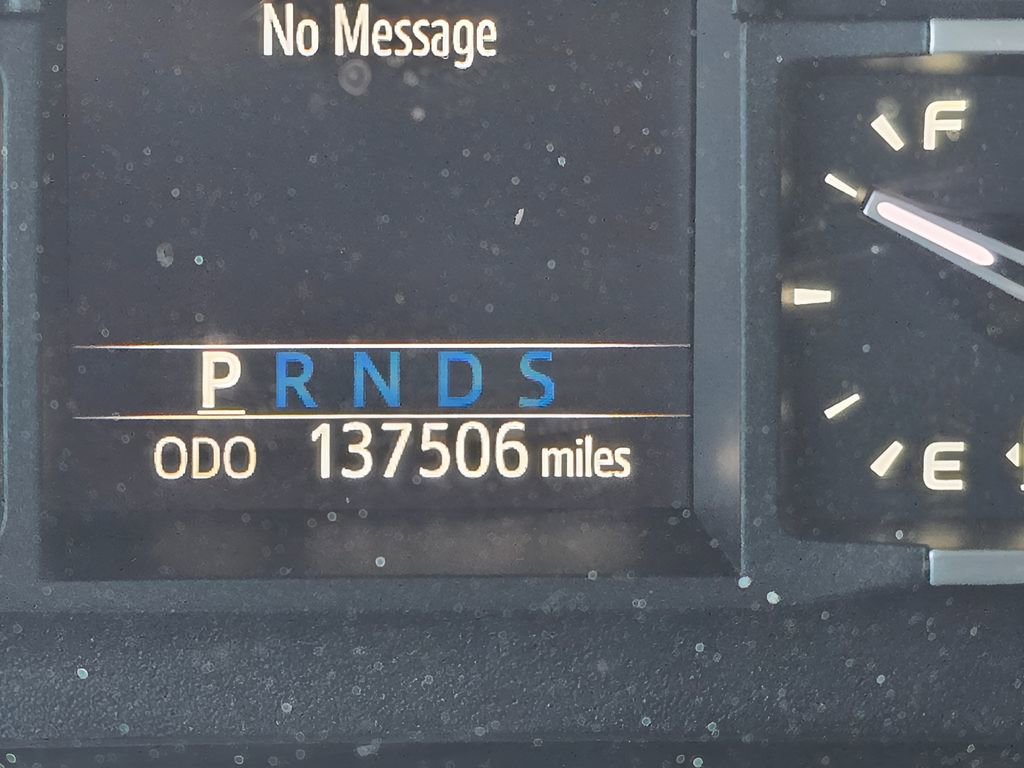 No Message
F
P R N D S
ODO 137506 miles
E